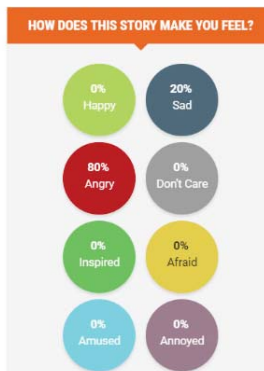 HOW DOES THIS STORY MAKE YOU FEEL?
0%
Happy
20%
Sad
80%
Angry
0%
Don't Care
0%
Inspired
0%
Afraid
0%
Amused
0%
Annoyed